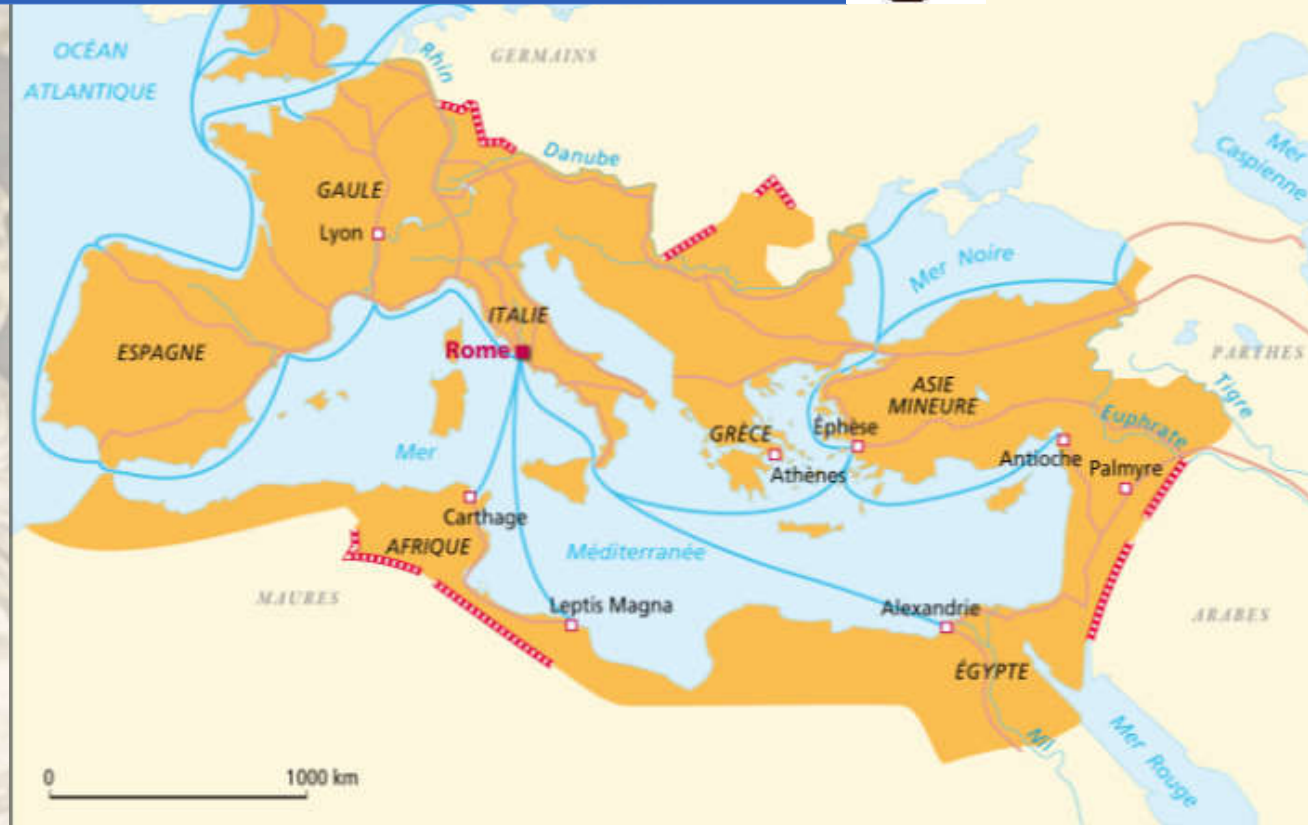 OCÉAN
ATLANTIQUE
GERMAINS
Rhin
Danube
Mer
Caspienne
GAULE
Lyon
Mer Noire
ITALIE
Rome
ESPAGNE
PARTHES
Tigre
ASIE
MINEURE
Euphrate
GRÈCE
Éphèse
Athènes
Antioche
Palmyre
Mer
Méditerranée
Carthage
AFRIQUE
MAURES
Leptis Magna
Alexandrie
ARABES
ÉGYPTE
Nil
Mer Rouge
0
1000 km